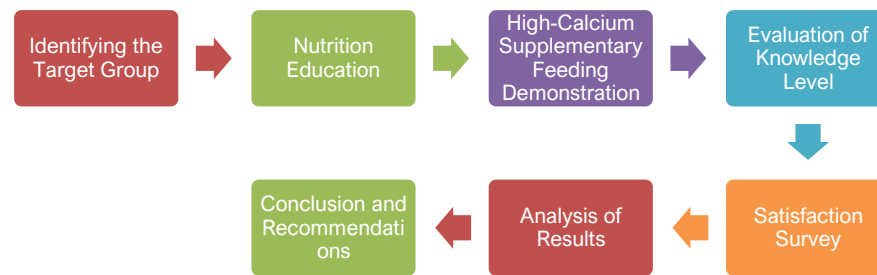 Identifying the
Target Group
Nutrition
Education
High-Calcium
Supplementary
Feeding
Demonstration
Evaluation of
Knowledge
Level
Satisfaction
Survey
Analysis of
Results
Conclusion and
Recommendati
ons